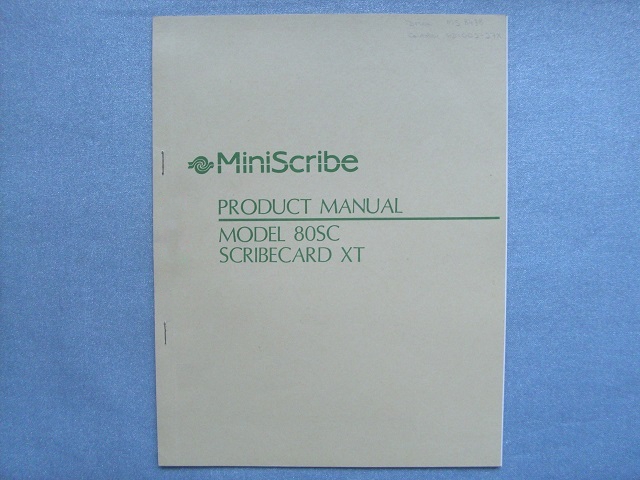 MiniScribe
PRODUCT MANUAL
MODEL 80SC
SCRIBECARD XT